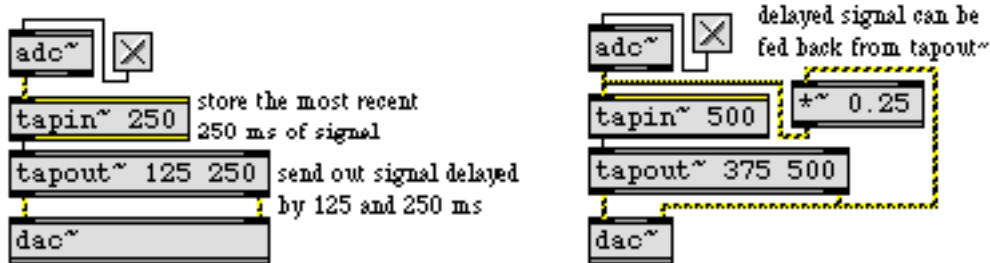 adc~
tapin~ 250
store the most recent
250 ms of signal
tapout~ 125 250
send out signal delayed
by 125 and 250 ms
dac~
delayed signal can be
fed back from tapout~
adc~
*~ 0.25
tapin~ 500
tapout~ 375 500
dac~